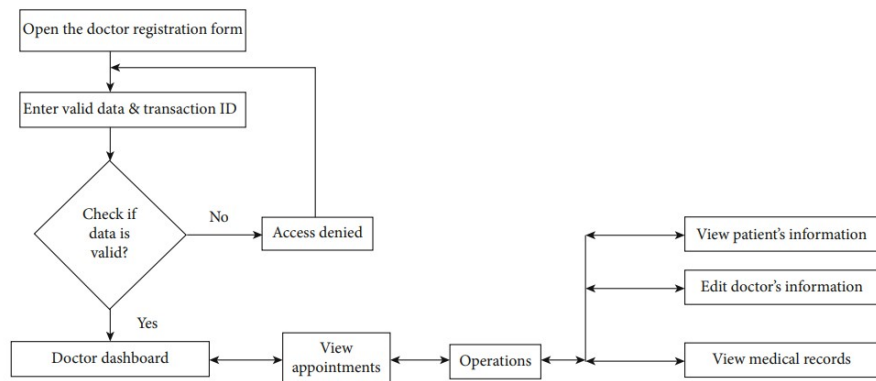 Open the doctor registration form
Enter valid data & transaction ID
Check if
data is
valid?
No
Access denied
Yes
Doctor dashboard
View
appointments
Operations
View patient's information
Edit doctor's information
View medical records